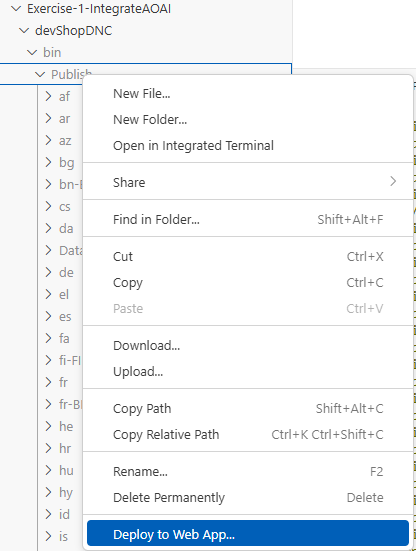 Exercise-1-IntegrateAOAI
devShopDNC
bin
Publish
af
ar
az
bg
bn-
cs
da
Data
de
el
es
fa
fi-FI
fr
fr-B
he
hr
hu
hy
id
is
New File...
New Folder...
Open in Integrated Terminal
Share
Find in Folder... Shift+Alt+F
Cut Ctrl+X
Copy Ctrl+C
Paste Ctrl+V
Download...
Upload...
Copy Path Shift+Alt+C
Copy Relative Path Ctrl+K Ctrl+Shift+C
Rename... F2
Delete Permanently Delete
Deploy to Web App...